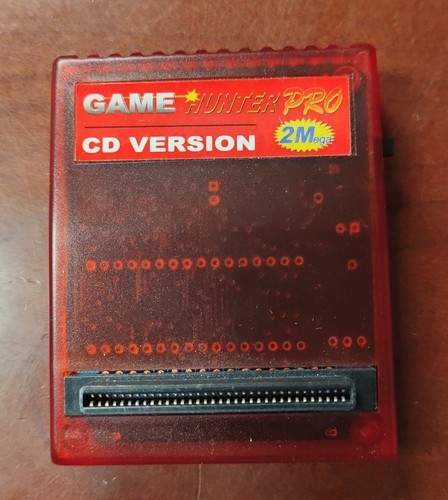 GAME HUNTER PRO
CD VERSION 2Mega